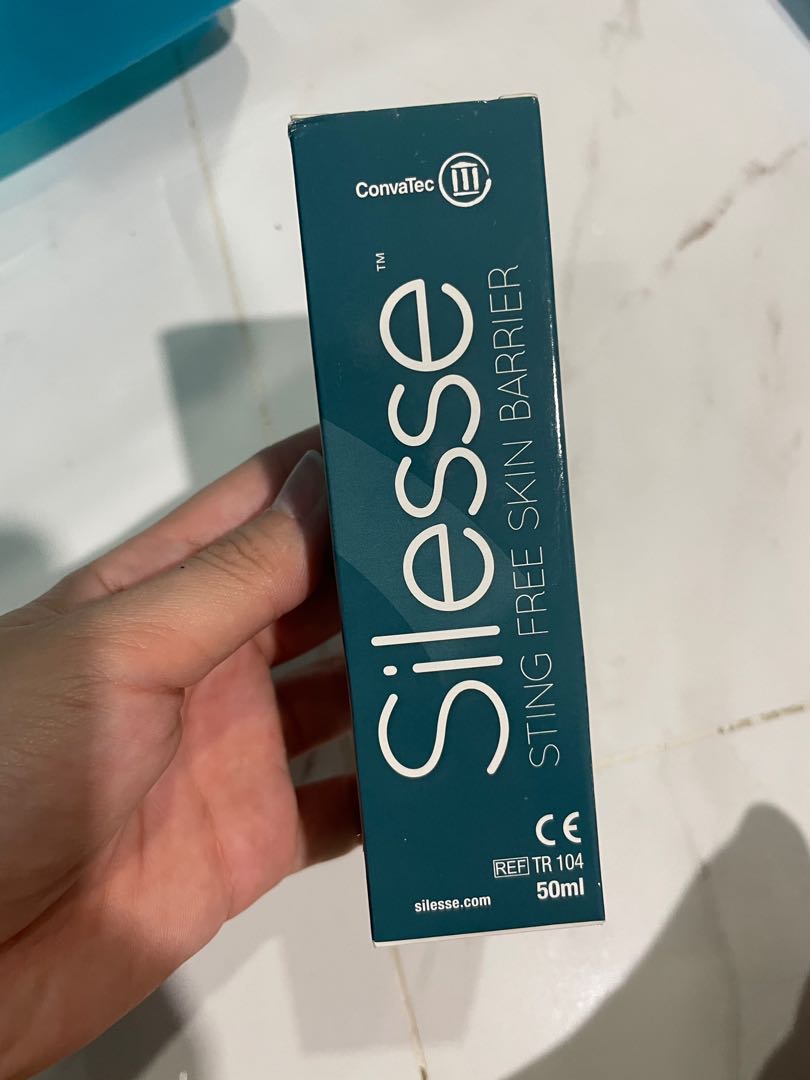 ConvaTec
Silesse™
STING FREE SKIN BARRIER
CE
REF TR 104
50ml
silesse.com